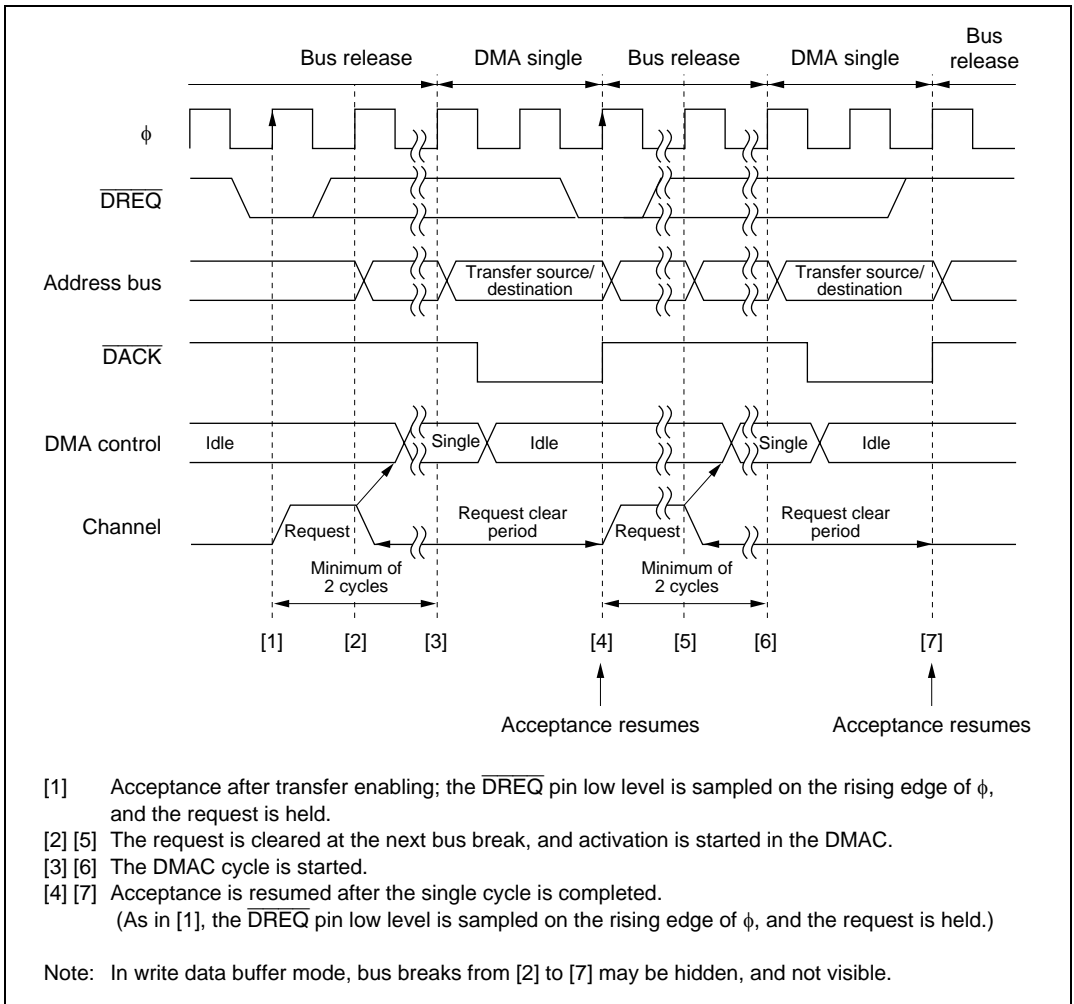 Bus release DMA single Bus release DMA single Bus release
φ
DREQ
Address bus Transfer source/ destination Transfer source/ destination
DACK
DMA control Idle Single Idle Single Idle
Channel Request Request clear period Request Request clear period
Minimum of 2 cycles Minimum of 2 cycles
[1] [2] [3] [4] [5] [6] [7]
Acceptance resumes Acceptance resumes
[1] Acceptance after transfer enabling; the DREQ pin low level is sampled on the rising edge of φ,
and the request is held.
[2] [5] The request is cleared at the next bus break, and activation is started in the DMAC.
[3] [6] The DMAC cycle is started.
[4] [7] Acceptance is resumed after the single cycle is completed.
(As in [1], the DREQ pin low level is sampled on the rising edge of φ, and the request is held.)
Note: In write data buffer mode, bus breaks from [2] to [7] may be hidden, and not visible.